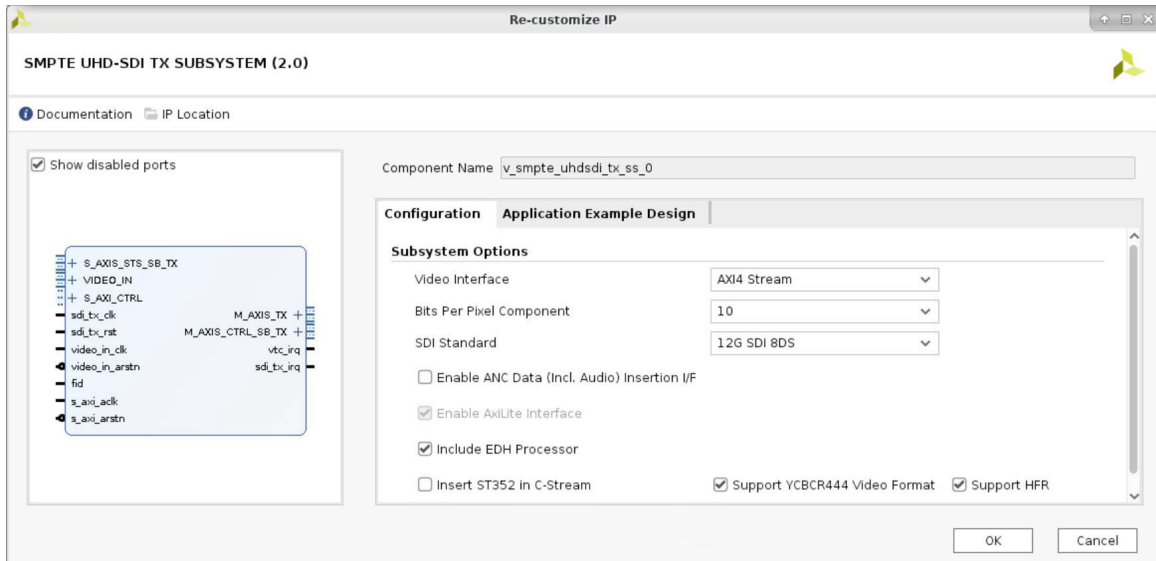 Re-customize IP
SMPTE UHD-SDI TX SUBSYSTEM (2.0)
Documentation IP Location
Show disabled ports
S_AXIS_STS_SB_TX
VIDEO_IN
S_AXI_CTRL
sdi_tx_clk
sdi_tx_rst
video_in_clk
video_in_arstn
fid
s_axi_aclk
s_axi_arstn
M_AXIS_TX
M_AXIS_CTRL_SB_TX
vtc_irq
sdi_tx_irq
Component Name v_smpte_uhdsdi_tx_ss_0
Configuration Application Example Design
Subsystem Options
Video Interface AXI4 Stream
Bits Per Pixel Component 10
SDI Standard 12G SDI 8DS
Enable ANC Data (Incl. Audio) Insertion I/F
Enable AxiLite Interface
Include EDH Processor
Insert ST352 in C-Stream Support YCBCR444 Video Format Support HFR
OK Cancel